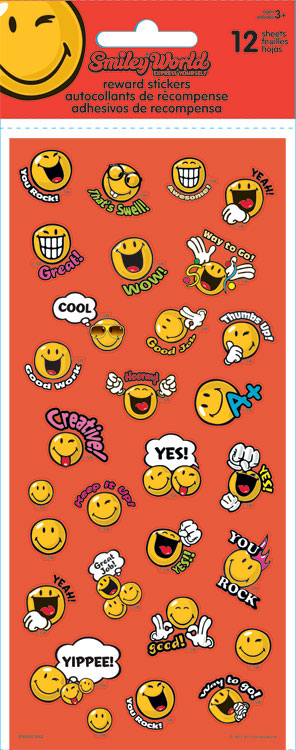 3+
SmileyWorld
EXPRESS YOURSELF
12 sheets
feuilles
hojas
reward stickers
autocollants de récompense
adhesivos de recompensa
You Rock!
That's Swell!
Awesome!
YEAH!
Great!
WOW!
Way to Go!
COOL
Good Job
Thumbs Up!
Good Work
Hooray!
A+
Creative!
YES!
YES!
Keep it Up!
YES!!
YOU
ROCK
YEAH!
Great
Job!
good!
YIPPEE!
You Rock!
Way to go!